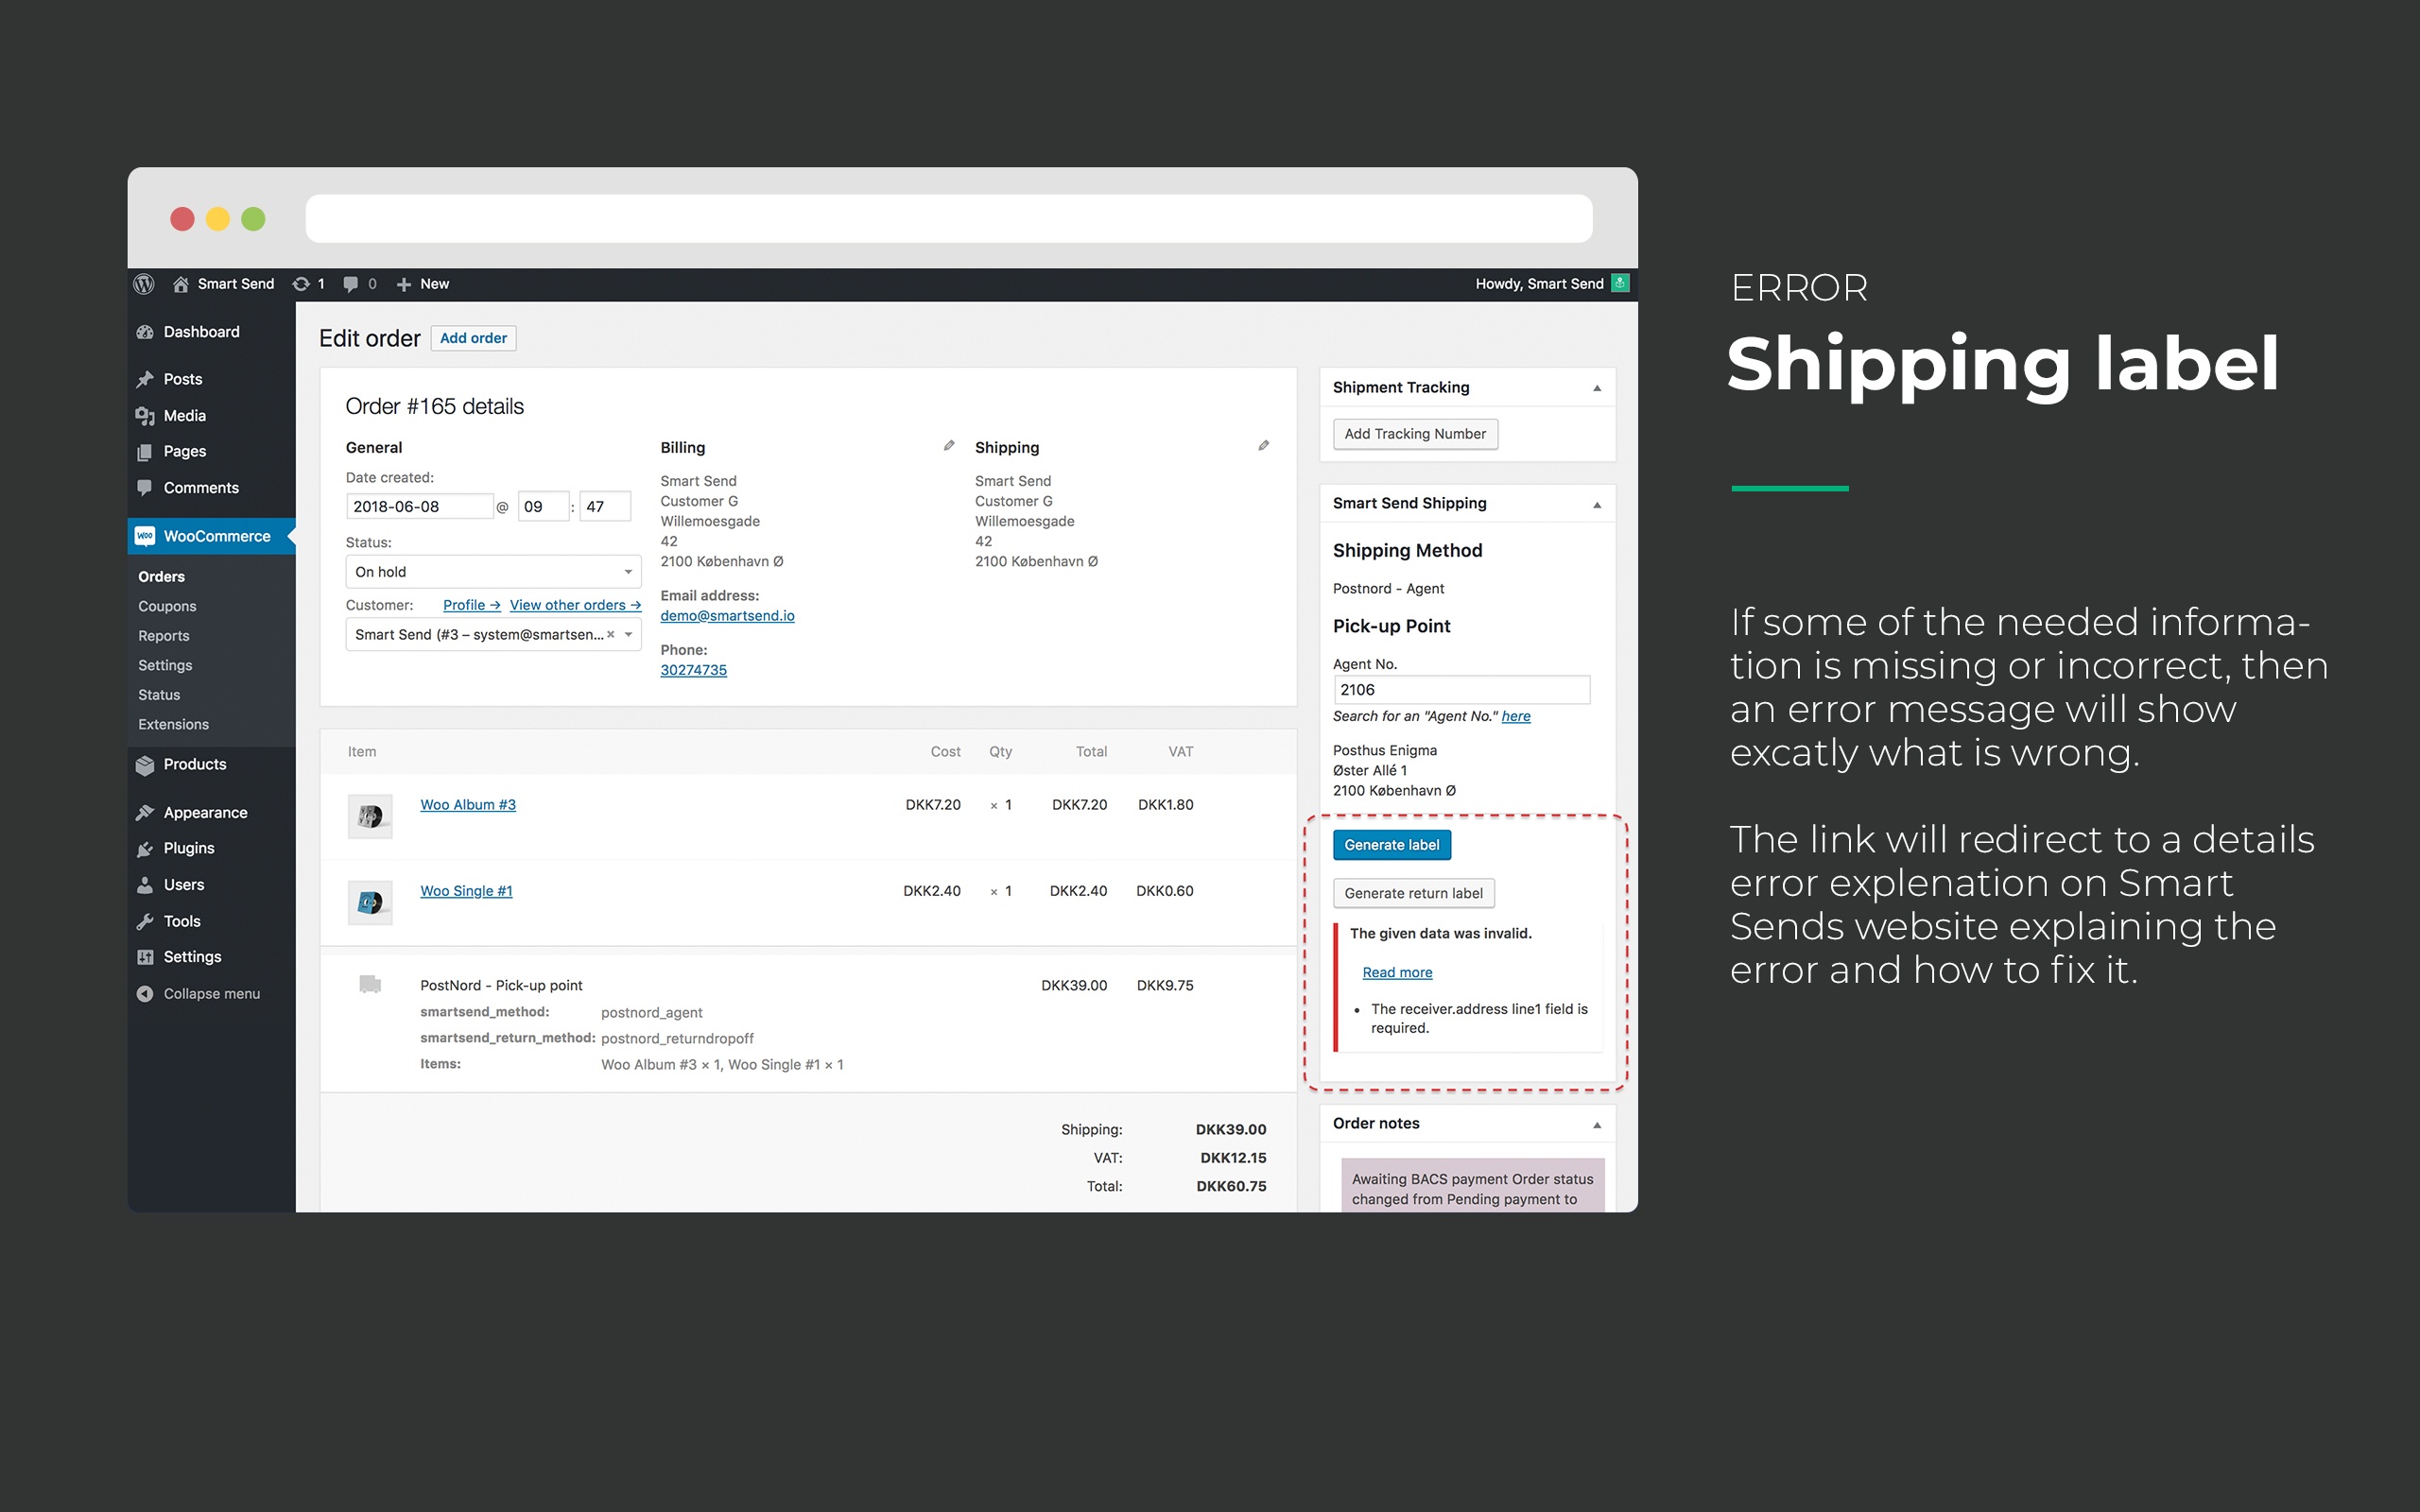 Smart Send 1 0 New Howdy, Smart Send
Dashboard
Posts
Media
Pages
Comments
WooCommerce
Orders
Coupons
Reports
Settings
Status
Extensions
Products
Appearance
Plugins
Users
Tools
Settings
Collapse menu
Edit order Add order
Order #165 details
General
Date created:
2018-06-08 @ 09 : 47
Status:
On hold
Customer: Profile → View other orders →
Smart Send (#3 – system@smartsen... ×
Billing
Smart Send
Customer G
Willemoesgade
42
2100 København Ø
Email address:
demo@smartsend.io
Phone:
30274735
Shipping
Smart Send
Customer G
Willemoesgade
42
2100 København Ø
Item Cost Qty Total VAT
Woo Album #3 DKK7.20 × 1 DKK7.20 DKK1.80
Woo Single #1 DKK2.40 × 1 DKK2.40 DKK0.60
PostNord - Pick-up point DKK39.00 DKK9.75
smartsend_method: postnord_agent
smartsend_return_method: postnord_returndropoff
Items: Woo Album #3 × 1, Woo Single #1 × 1
Shipping: DKK39.00
VAT: DKK12.15
Total: DKK60.75
Shipment Tracking
Add Tracking Number
Smart Send Shipping
Shipping Method
Postnord - Agent
Pick-up Point
Agent No.
2106
Search for an "Agent No." here
Posthus Enigma
Øster Allé 1
2100 København Ø
Generate label
Generate return label
The given data was invalid.
Read more
• The receiver.address line1 field is
required.
Order notes
Awaiting BACS payment Order status
changed from Pending payment to
ERROR
Shipping label
If some of the needed informa-
tion is missing or incorrect, then
an error message will show
excatly what is wrong.
The link will redirect to a details
error explenation on Smart
Sends website explaining the
error and how to fix it.